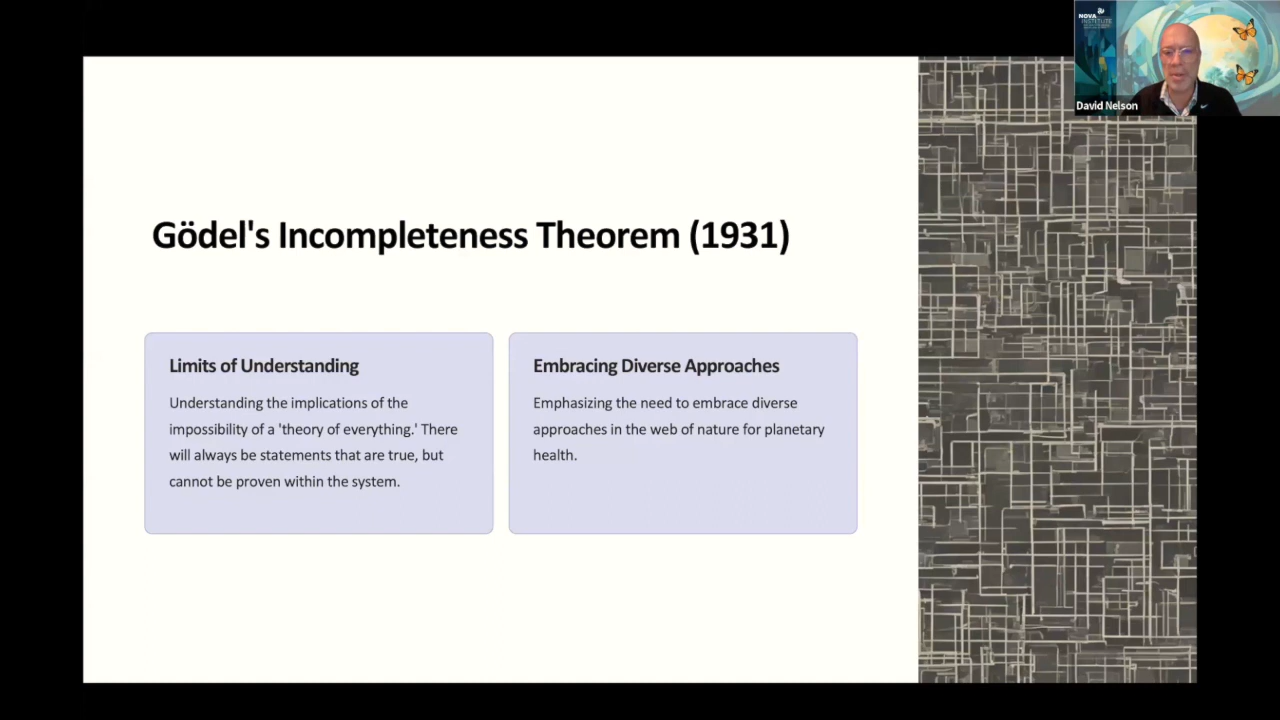 NOVA
INSTITUTE
David Nelson
Gödel's Incompleteness Theorem (1931)
Limits of Understanding
Understanding the implications of the
impossibility of a 'theory of everything.' There
will always be statements that are true, but
cannot be proven within the system.
Embracing Diverse Approaches
Emphasizing the need to embrace diverse
approaches in the web of nature for planetary
health.